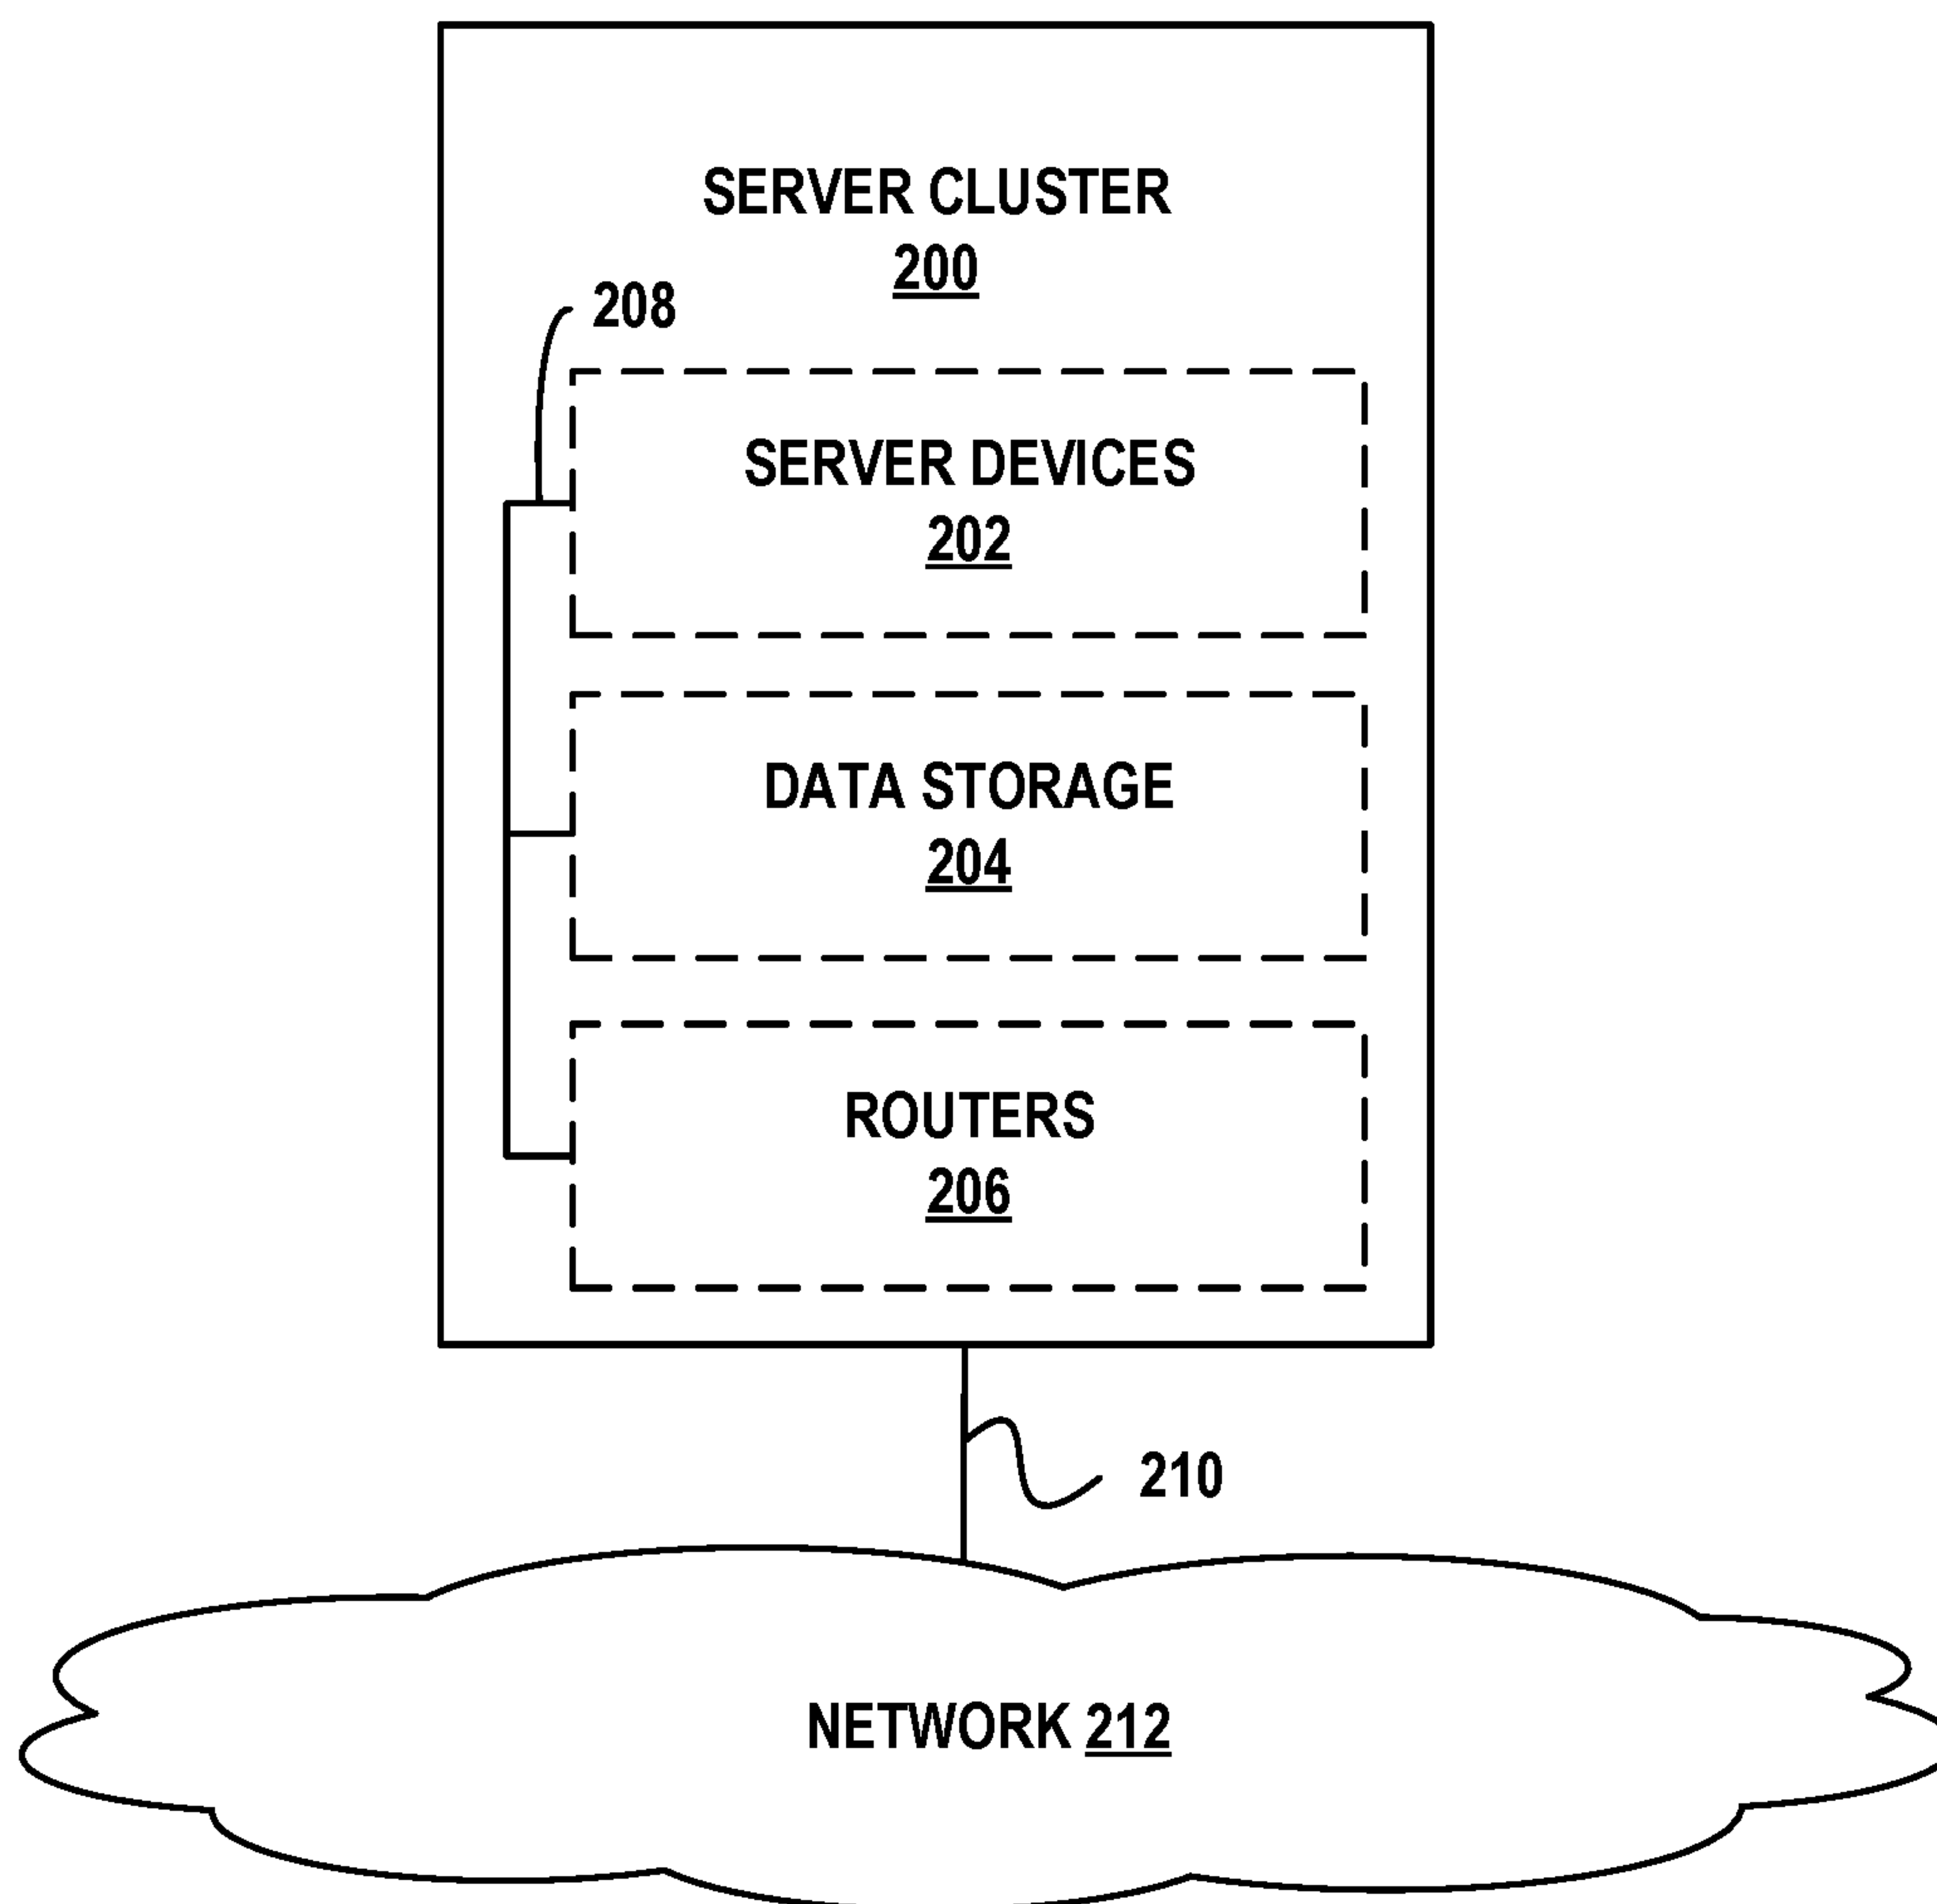 SERVER CLUSTER
200
208
SERVER DEVICES
202
DATA STORAGE
204
ROUTERS
206
210
NETWORK 212